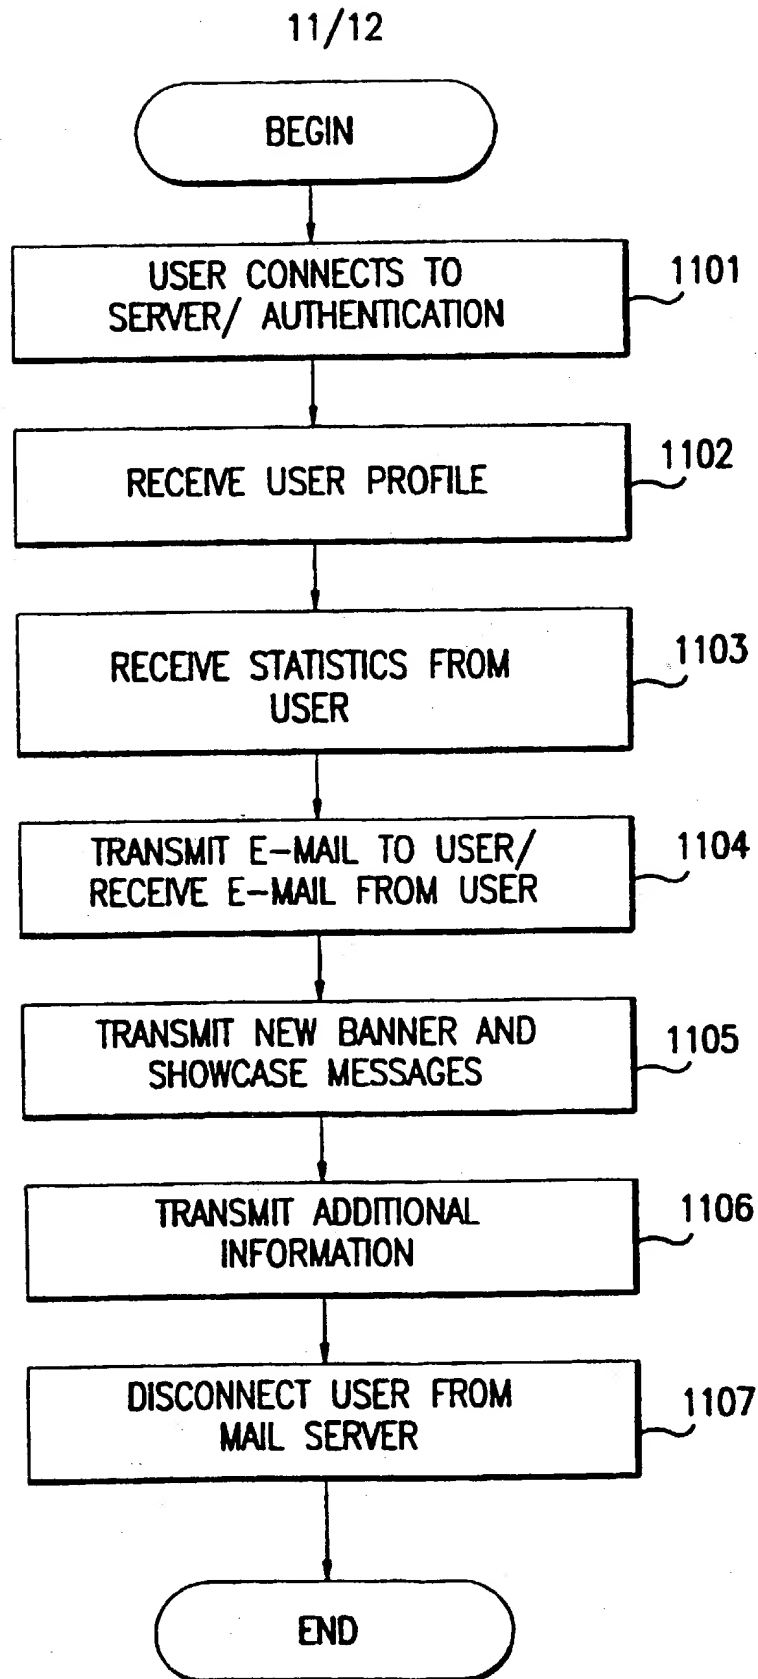 11/12
BEGIN
USER CONNECTS TO
SERVER/ AUTHENTICATION
1101
RECEIVE USER PROFILE
1102
RECEIVE STATISTICS FROM
USER
1103
TRANSMIT E-MAIL TO USER/
RECEIVE E-MAIL FROM USER
1104
TRANSMIT NEW BANNER AND
SHOWCASE MESSAGES
1105
TRANSMIT ADDITIONAL
INFORMATION
1106
DISCONNECT USER FROM
MAIL SERVER
1107
END